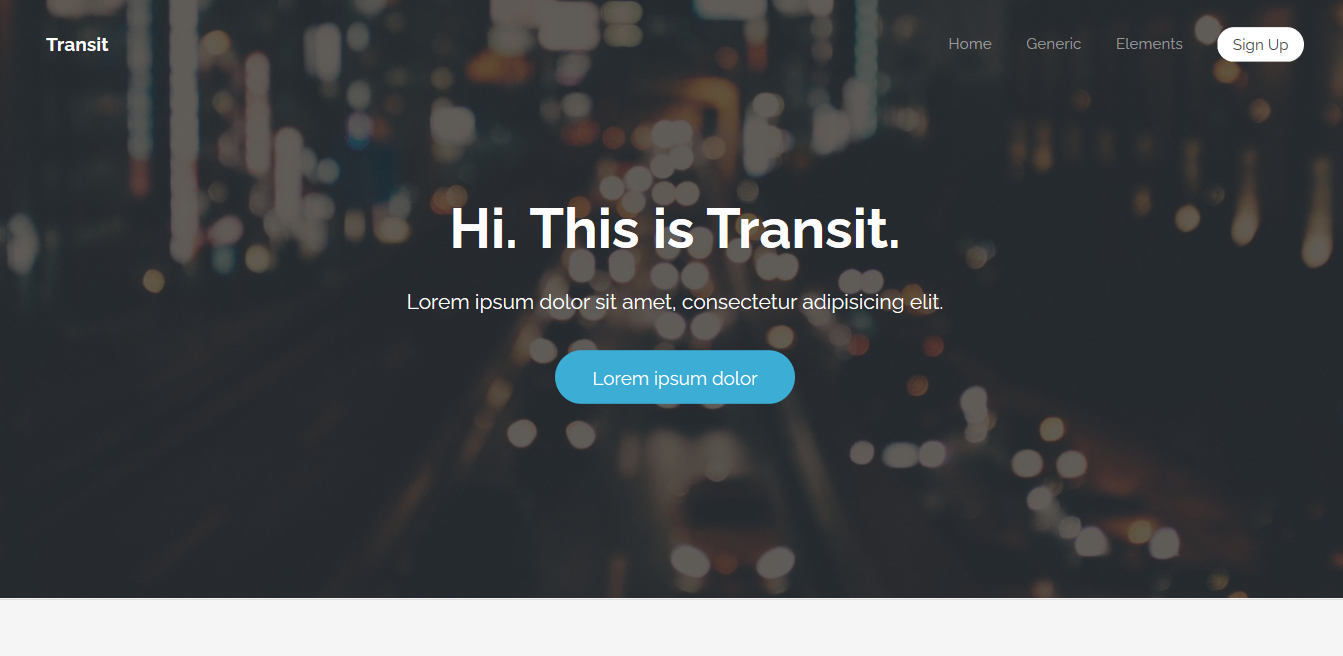 Transit
Home Generic Elements Sign Up
Hi. This is Transit.
Lorem ipsum dolor sit amet, consectetur adipisicing elit.
Lorem ipsum dolor